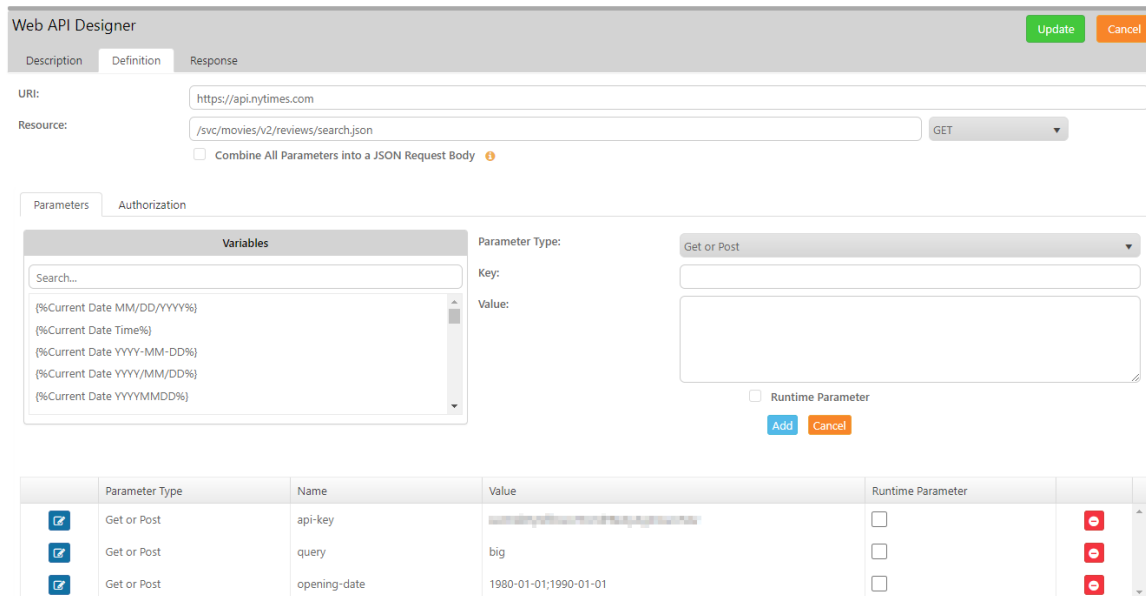 Web API Designer
Update Cancel
Description Definition Response
URI: https://api.nytimes.com
Resource: /svc/movies/v2/reviews/search.json GET
Combine All Parameters into a JSON Request Body
Parameters Authorization
Variables
Search...
{%Current Date MM/DD/YYYY%}
{%Current Date Time%}
{%Current Date YYYY-MM-DD%}
{%Current Date YYYY/MM/DD%}
{%Current Date YYYYMMDD%}
Parameter Type: Get or Post
Key:
Value:
Runtime Parameter
Add Cancel
Parameter Type Name Value Runtime Parameter
Get or Post api-key
Get or Post query big
Get or Post opening-date 1980-01-01;1990-01-01